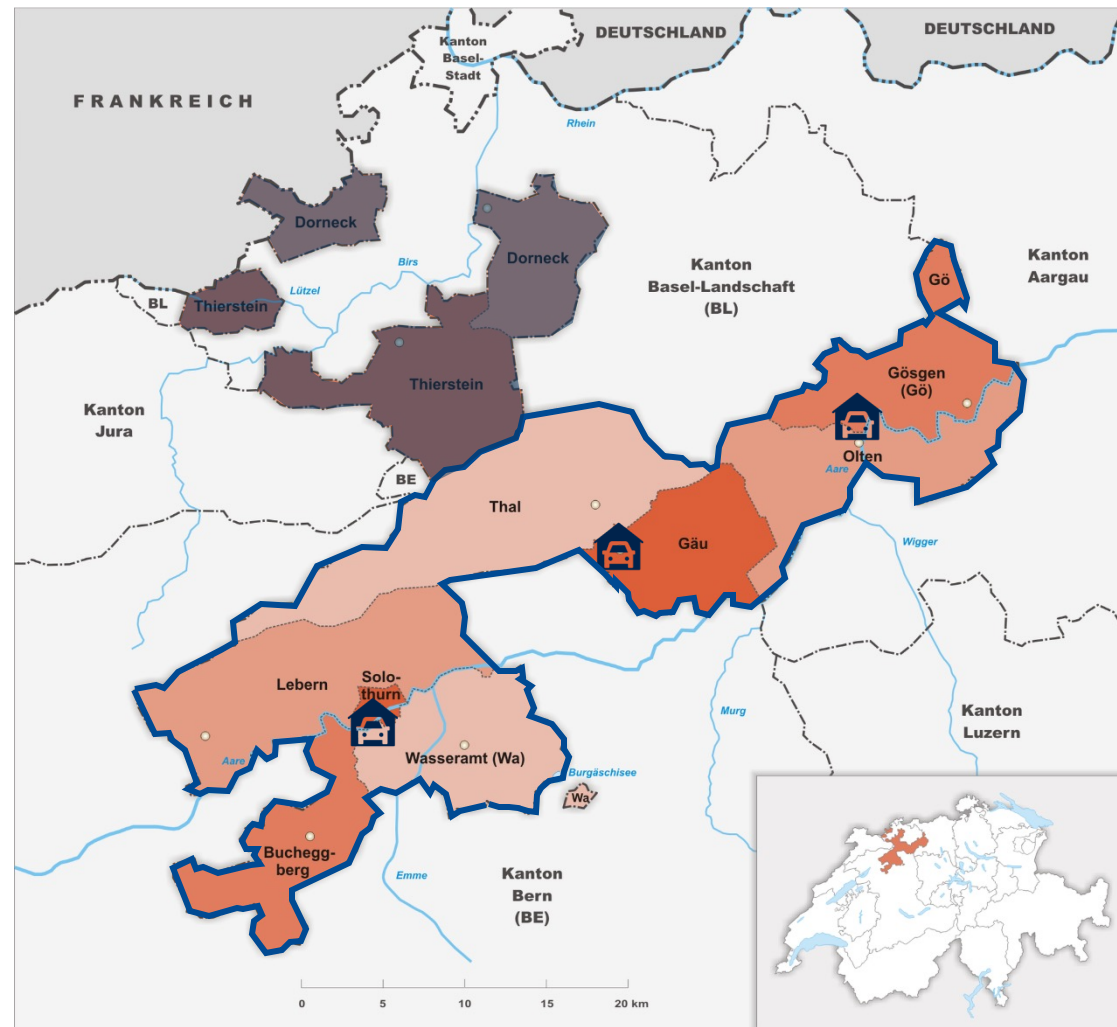 Kanton
Basel-
Stadt
DEUTSCHLAND
DEUTSCHLAND
FRANKREICH
Rhein
Dorneck
Dorneck
Birs
Kanton
Basel-Landschaft
(BL)
Kanton
Aargau
Gö
BL
Thierstein
Lützel
Thierstein
Gösgen
(Gö)
Kanton
Jura
Olten
Aare
BE
Thal
Gäu
Wigger
Lebern
Solo-
thurn
Murg
Kanton
Luzern
Aare
Wasseramt (Wa)
Burgäschisee
Wa
Bucheggg-
berg
Emme
Kanton
Bern
(BE)
0 5 10 15 20 km